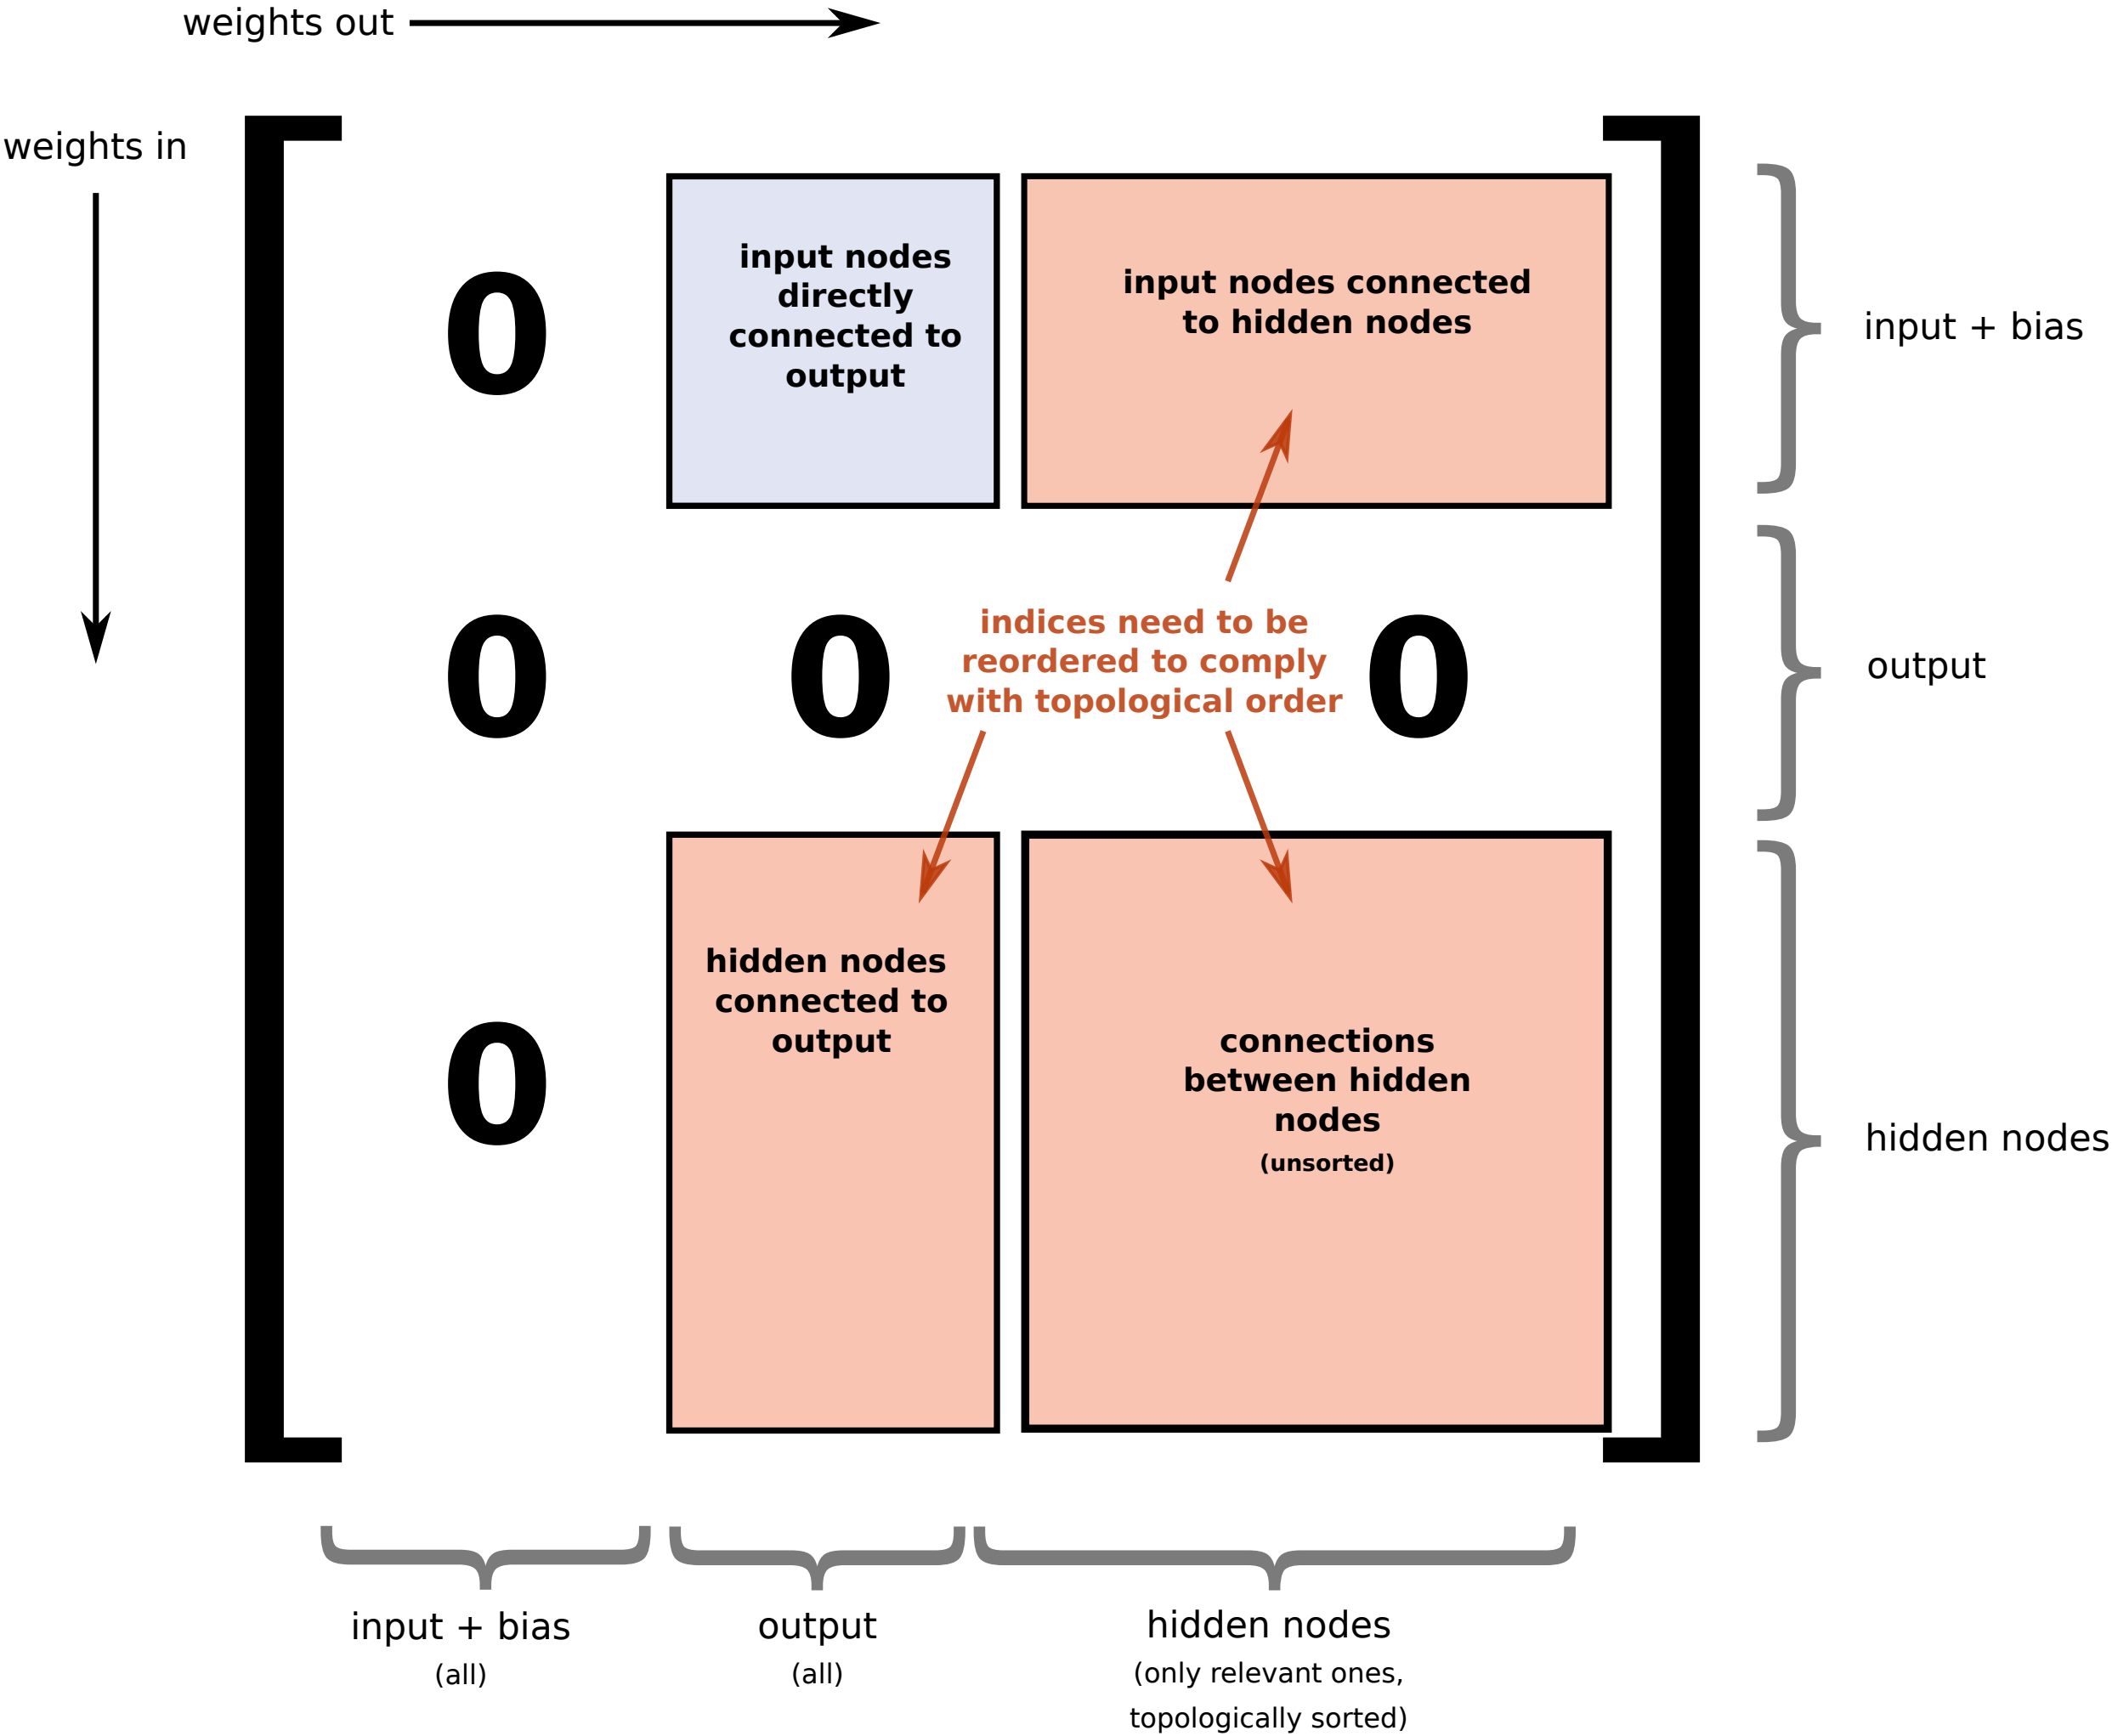 weights out
weights in
0
input nodes
directly
connected to
output
input nodes connected
to hidden nodes
input + bias
0
0
indices need to be
reordered to comply
with topological order
0
output
0
hidden nodes
connected to
output
connections
between hidden
nodes
(unsorted)
hidden nodes
input + bias
(all)
output
(all)
hidden nodes
(only relevant ones,
topologically sorted)